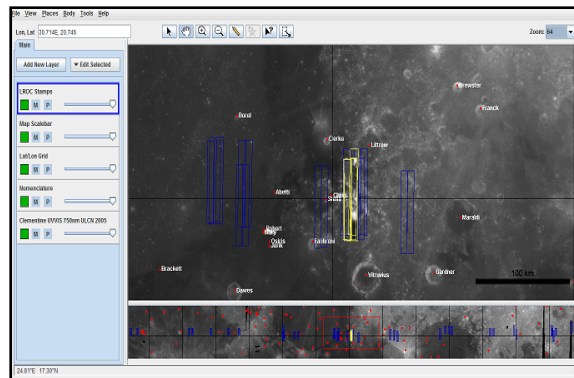 File View Places Body Tools Help
Lon, Lat 30.714E, 20.745
Zoom: 64
Main
Add New Layer
Edit Selected
LROC Stamps
M P
Map Scalebar
M P
Lat/Lon Grid
M P
Nomenclature
M P
Clementine UVVIS 750nm ULCN 2005
M P
Brewster
Franck
Borel
Clerke
Littrow
Abetti
Maraldi
Fabbroni
Vitruvius
Gardner
Brackett
Dawes
100 km
24.81°E 17.30°N